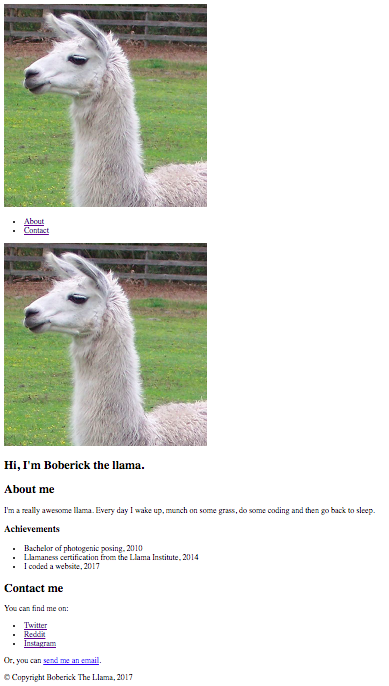 About
Contact
Hi, I'm Boberick the llama.
About me
I'm a really awesome llama. Every day I wake up, munch on some grass, do some coding and then go back to sleep.
Achievements
Bachelor of photogenic posing, 2010
Llamaness certification from the Llama Institute, 2014
I coded a website, 2017
Contact me
You can find me on:
Twitter
Reddit
Instagram
Or, you can send me an email.
© Copyright Boberick The Llama, 2017